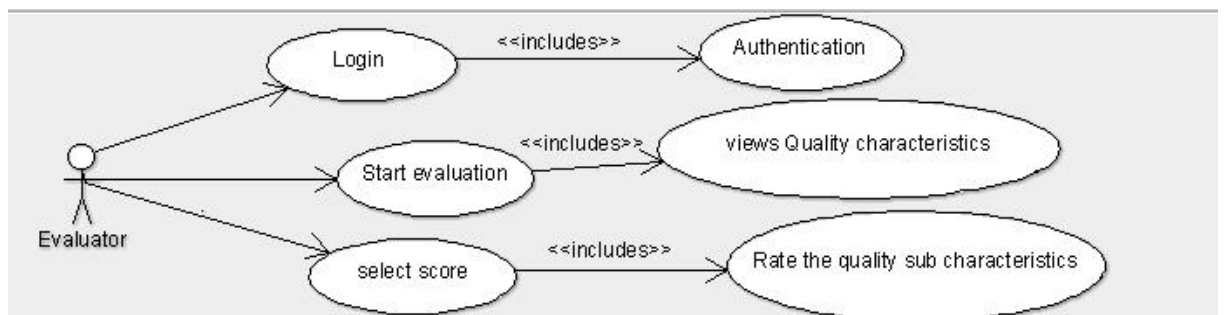 Login
<<includes>>
Authentication
Start evaluation
<<includes>>
views Quality characteristics
Evaluator
select score
<<includes>>
Rate the quality sub characteristics